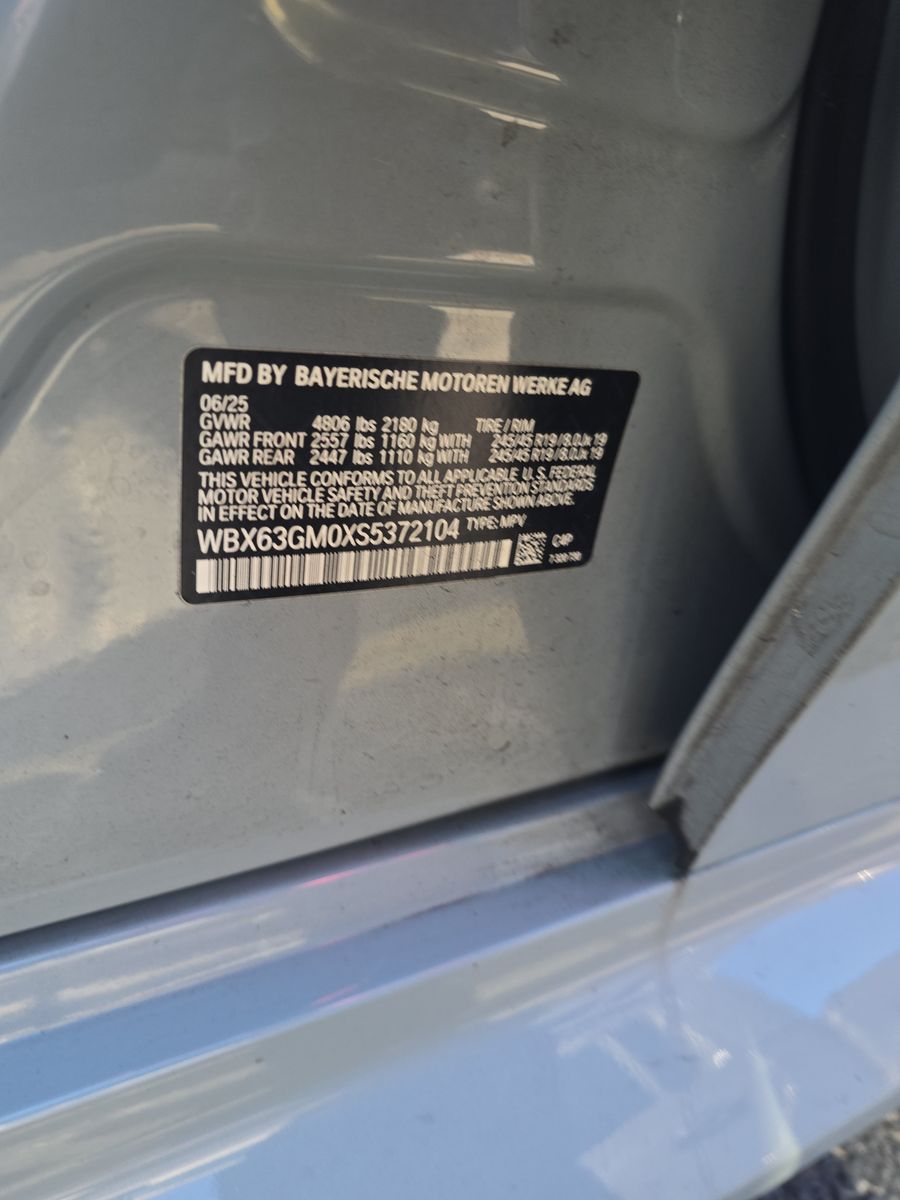 MFD BY BAYERISCHE MOTOREN WERKE AG
06/25
GVWR 4806 lbs 2180 kg TIRE / RIM
GAWR FRONT 2557 lbs 1160 kg WITH 245/45 R19 / 8.0Jx19
GAWR REAR 2447 lbs 1110 kg WITH 245/45 R19 / 8.0Jx19
THIS VEHICLE CONFORMS TO ALL APPLICABLE U.S. FEDERAL
MOTOR VEHICLE SAFETY AND THEFT PREVENTION STANDARDS
IN EFFECT ON THE DATE OF MANUFACTURE SHOWN ABOVE.
WBX63GM0XS5372104 TYPE: MPV
C4P